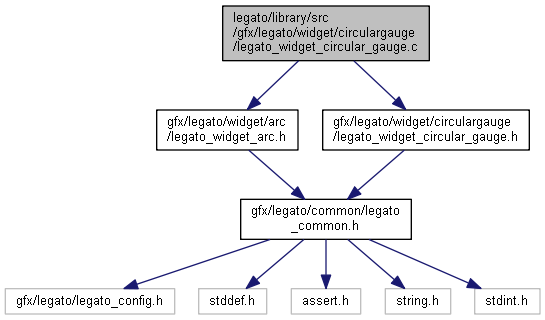 legato/library/src
/gfx/legato/widget/circulargauge
/legato_widget_circular_gauge.c
gfx/legato/widget/arc
/legato_widget_arc.h
gfx/legato/widget/circulargauge
/legato_widget_circular_gauge.h
gfx/legato/common/legato
_common.h
gfx/legato/legato_config.h
stddef.h
assert.h
string.h
stdint.h